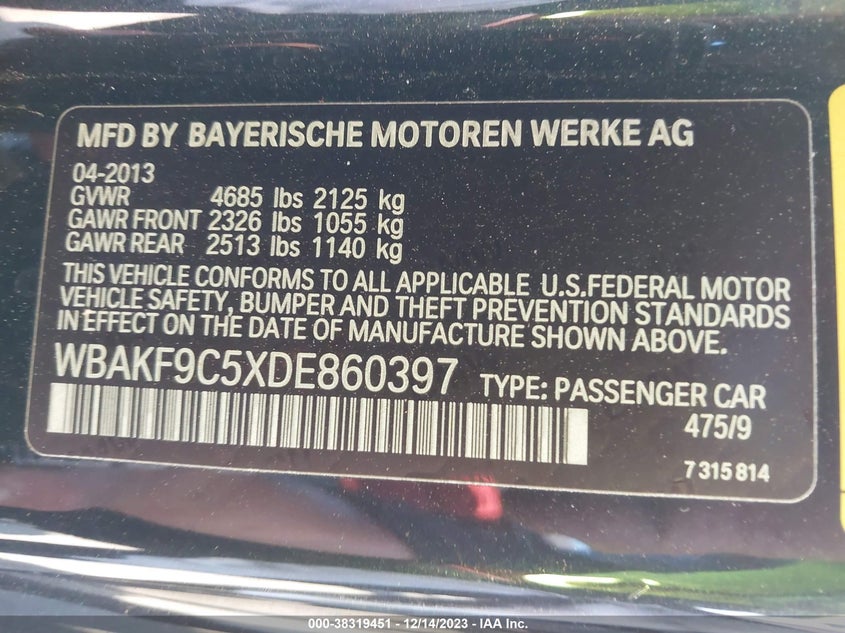 MFD BY BAYERISCHE MOTOREN WERKE AG
04-2013
GVWR 4685 lbs 2125 kg
GAWR FRONT 2326 lbs 1055 kg
GAWR REAR 2513 lbs 1140 kg
THIS VEHICLE CONFORMS TO ALL APPLICABLE U.S.FEDERAL MOTOR
VEHICLE SAFETY, BUMPER AND THEFT PREVENTION STANDARDS
IN EFFECT ON THE DATE OF MANUFACTURE SHOWN ABOVE.
WBAKF9C5XDE860397 TYPE: PASSENGER CAR
475/9
7 315 814
000-38319451 - 12/14/2023 - IAA Inc.